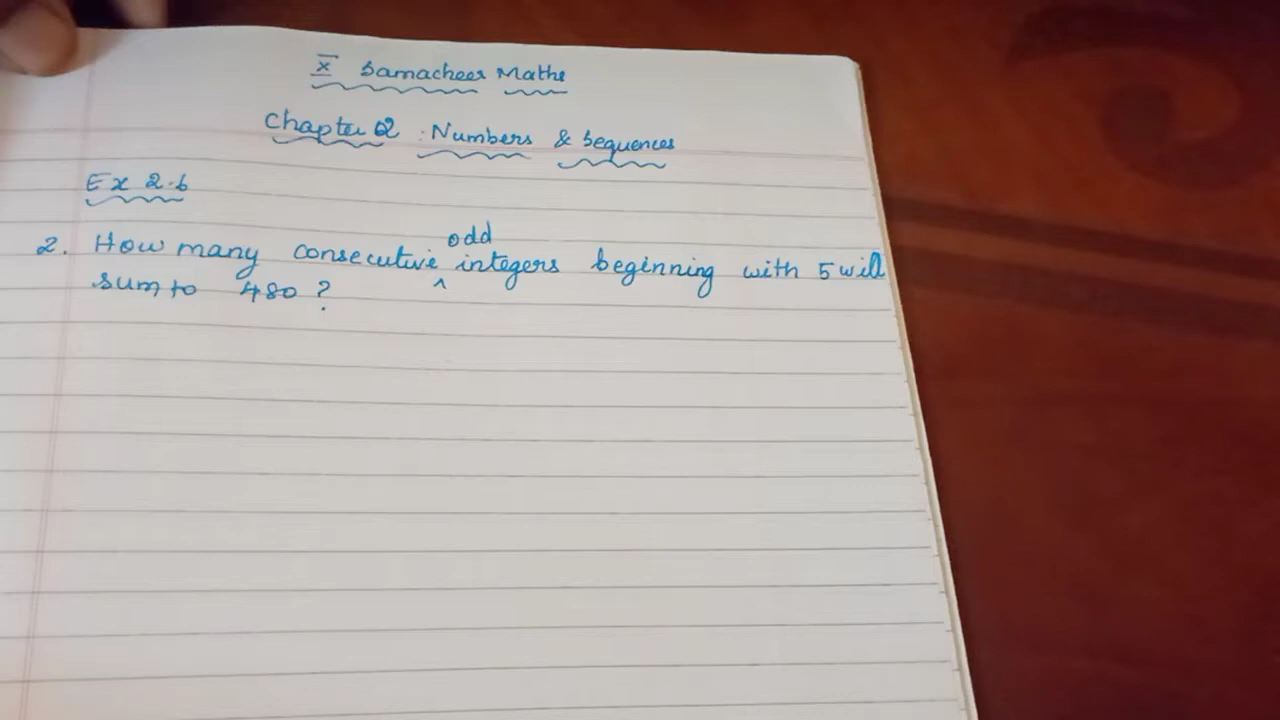 X Samacheer Maths
Chapter 2 : Numbers & Sequences
Ex 2.6
2. How many consecutive ^ odd integers beginning with 5 will
sum to 480 ?